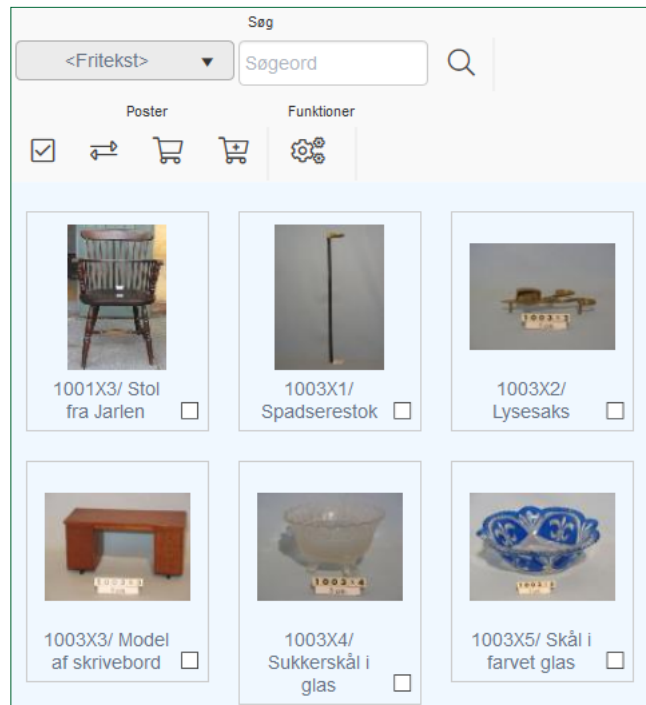 Søg
<Fritekst>
Søgeord
Poster
Funktioner
1001X3/ Stol
fra Jarlen
1003X1/
Spadserestok
1003X2/
Lysesaks
1003X3/ Model
af skrivebord
1003X4/
Sukkerskål i
glas
1003X5/ Skål i
farvet glas